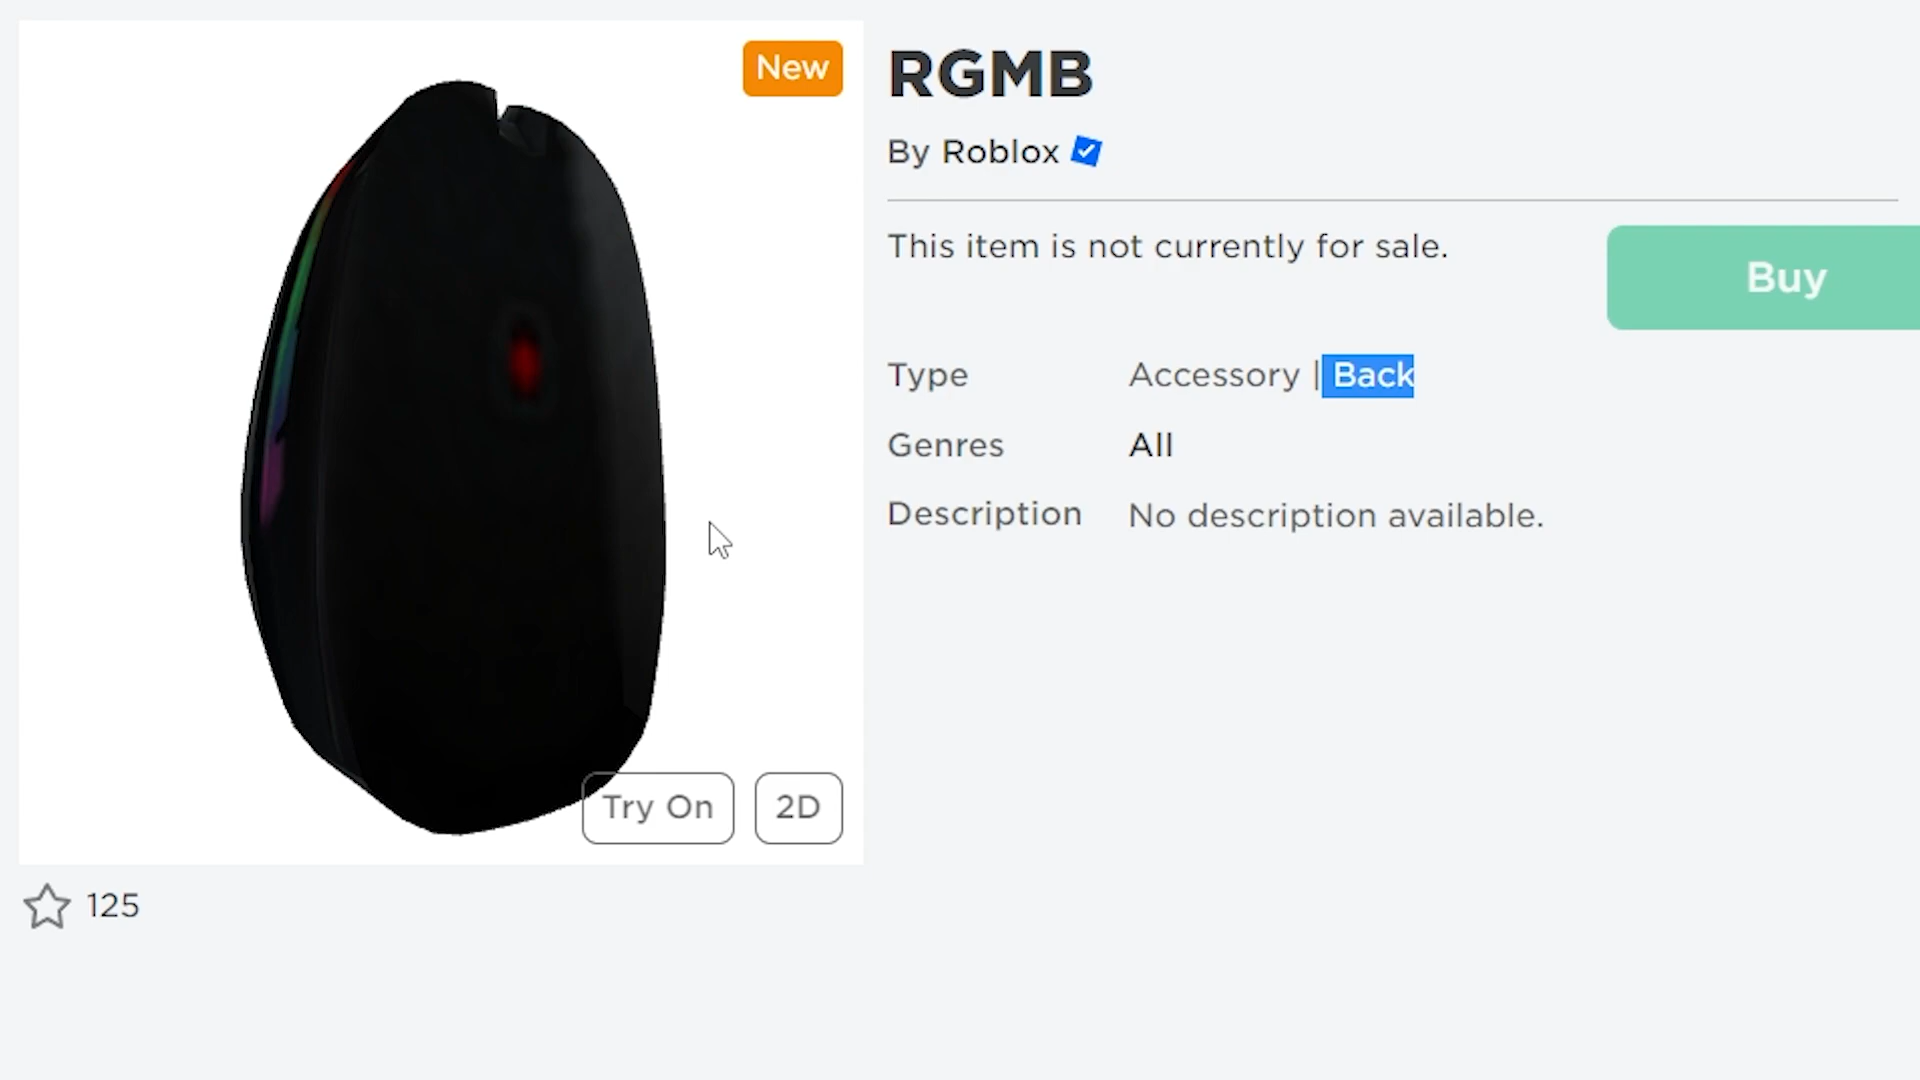 New
RGMB
By Roblox
This item is not currently for sale.
Buy
Type Accessory | Back
Genres All
Description No description available.
Try On 2D
125